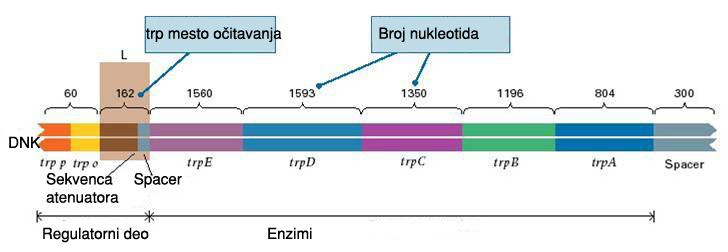 trp mesto očitavanja
Broj nukleotida
L
60 162 1560 1593 1350 1196 804 300
DNK
trp p trp o trpE trpD trpC trpB trpA Spacer
Sekvenca atenuatora
Spacer
Regulatorni deo
Enzimi